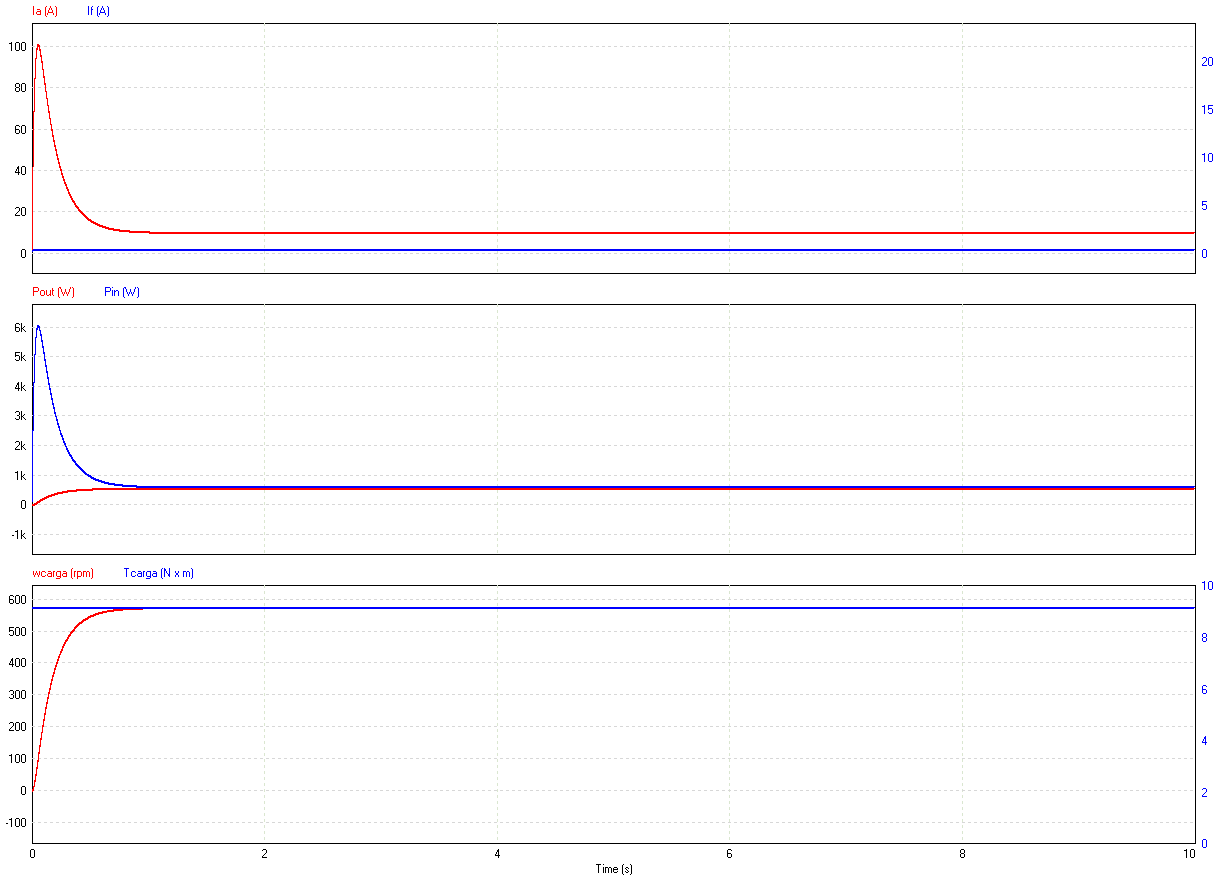 Ia (A) If (A)
100
80
60
40
20
0
20
15
10
5
0
Pout (W) Pin (W)
6k
5k
4k
3k
2k
1k
0
-1k
wcarga (rpm) Tcarga (N x m)
600
500
400
300
200
100
0
-100
10
8
6
4
2
0
0 2 4 6 8 10
Time (s)